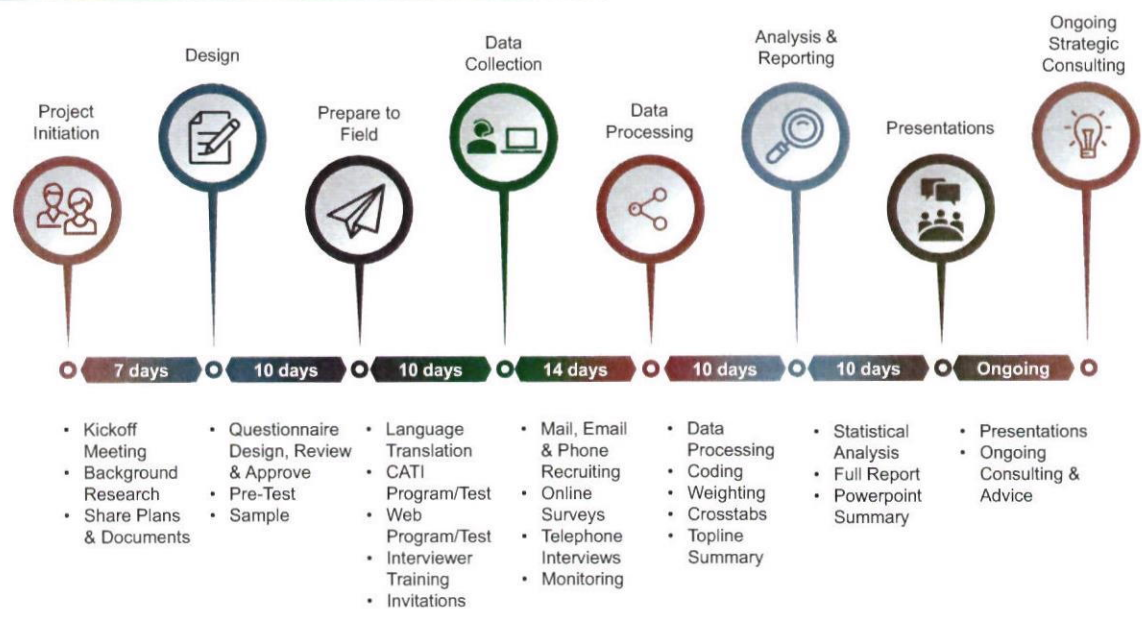 Project
Initiation
Design
Prepare to
Field
Data
Collection
Data
Processing
Analysis &
Reporting
Presentations
Ongoing
Strategic
Consulting
7 days
10 days
10 days
14 days
10 days
10 days
Ongoing
• Kickoff
Meeting
• Background
Research
• Share Plans
& Documents
• Questionnaire
Design, Review
& Approve
• Pre-Test
• Sample
• Language
Translation
• CATI
Program/Test
• Web
Program/Test
• Interviewer
Training
• Invitations
• Mail, Email
& Phone
Recruiting
• Online
Surveys
• Telephone
Interviews
• Monitoring
• Data
Processing
• Coding
• Weighting
• Crosstabs
• Topline
Summary
• Statistical
Analysis
• Full Report
• Powerpoint
Summary
• Presentations
• Ongoing
Consulting &
Advice